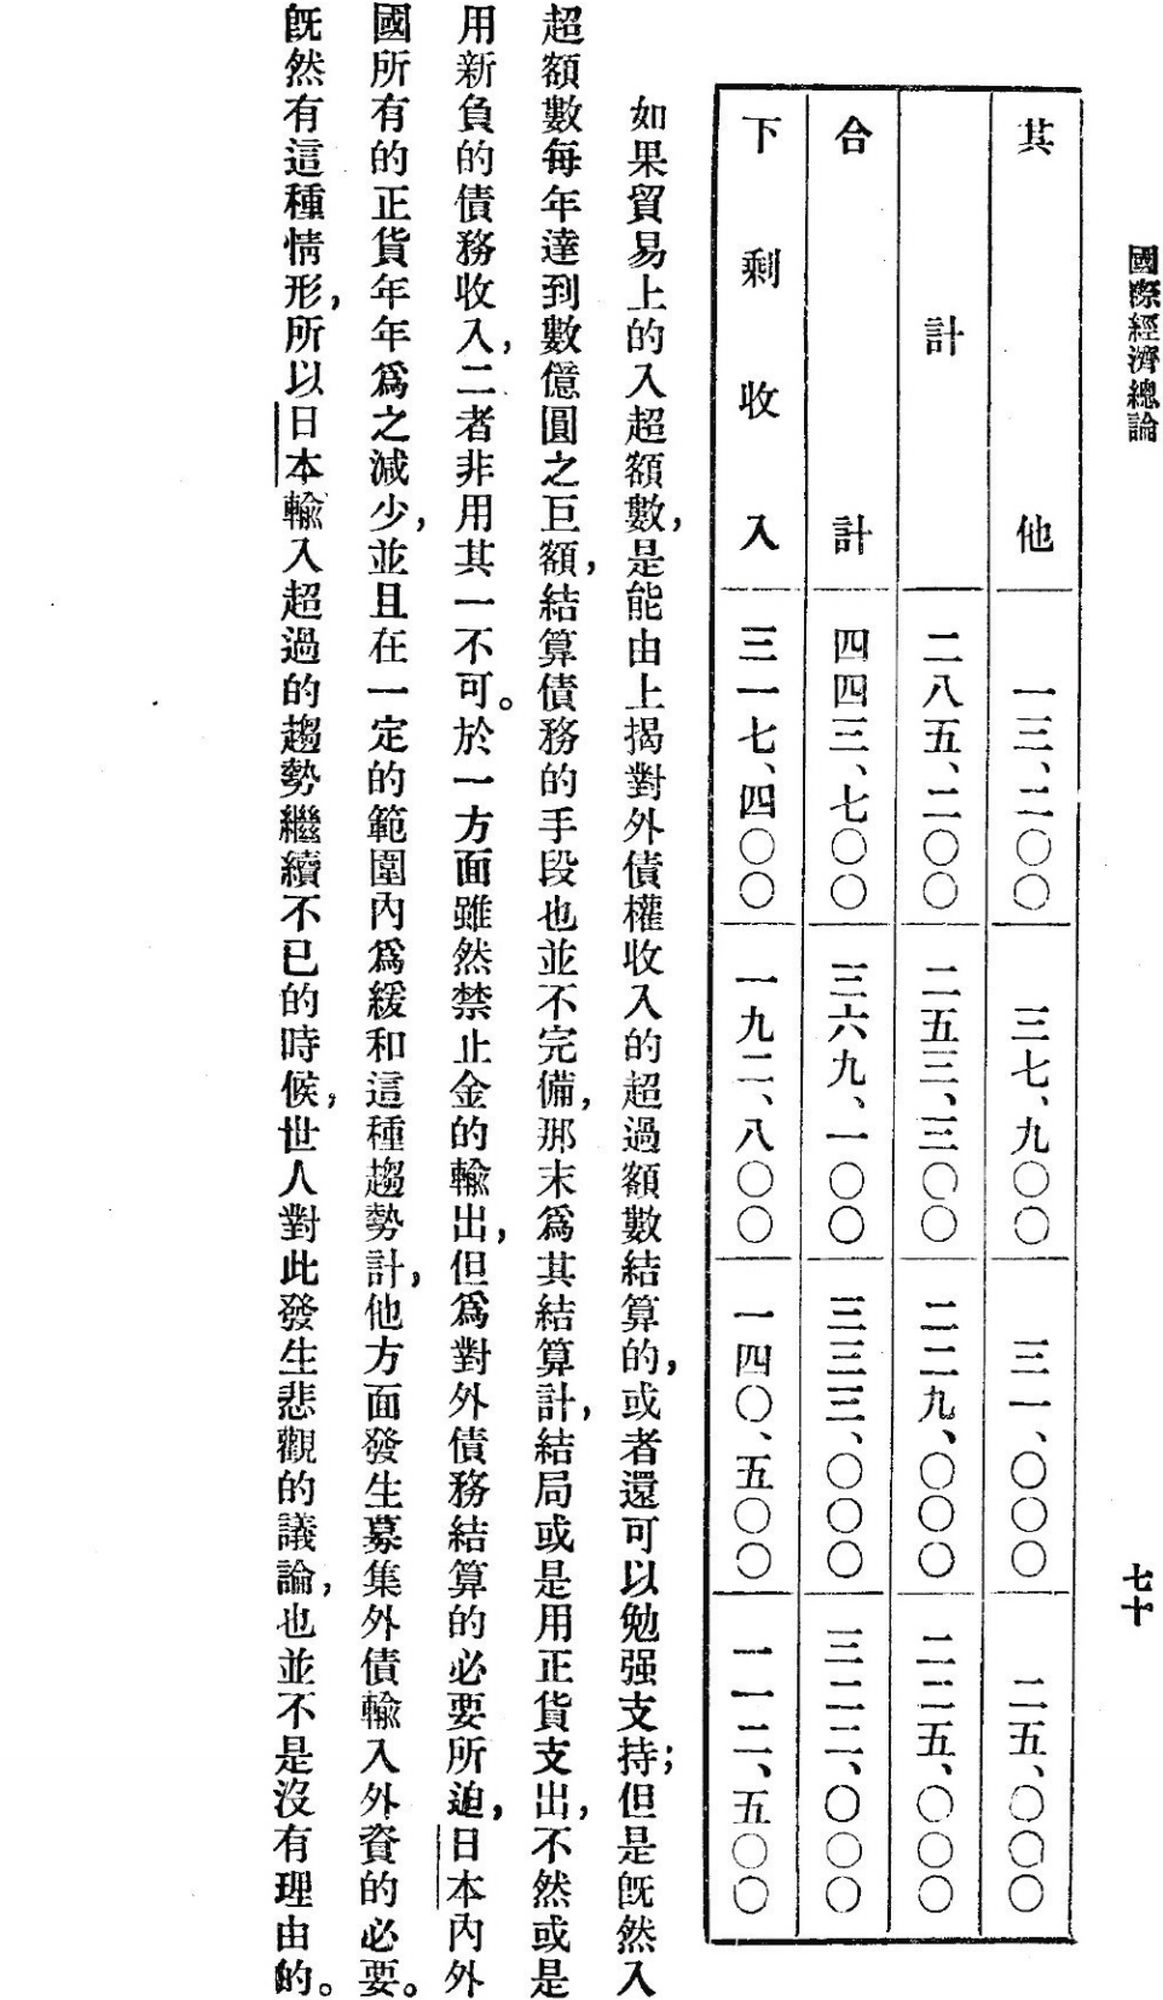 國際經濟總論
七十
其他 一三、二〇〇 三七、九〇〇 三一、〇〇〇 二五、〇〇〇
計 二八五、二〇〇 二五三、三〇〇 二二九、〇〇〇 二二五、〇〇〇
合計 四四三、七〇〇 三六九、一〇〇 三三三、〇〇〇 三二二、〇〇〇
下剩收入 三一七、四〇〇 一九二、八〇〇 一四〇、五〇〇 一一二、五〇〇
如果貿易上的入超額數，是能由上揭對外債權收入的超過額數結算的，或者還可以勉强支持；但是既然入
超額數每年達到數億圓之巨額，結算債務的手段也並不完備，那末爲其結算計，結局或是用正貨支出，不然或是
用新負的債務收入，二者非用其一不可。於一方面雖然禁止金的輸出，但爲對外債務結算的必要所迫，日本內外
國所有的正貨年年爲之減少，並且在一定的範圍內爲緩和這種趨勢計，他方面發生募集外債輸入外資的必要。
既然有這種情形，所以日本輸入超過的趨勢繼續不已的時候，世人對此發生悲觀的議論，也並不是沒有理由的。